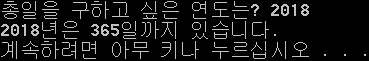 총일을 구하고 싶은 연도는? 2018
2018년은 365일까지 있습니다.
계속하려면 아무 키나 누르십시오 . . .